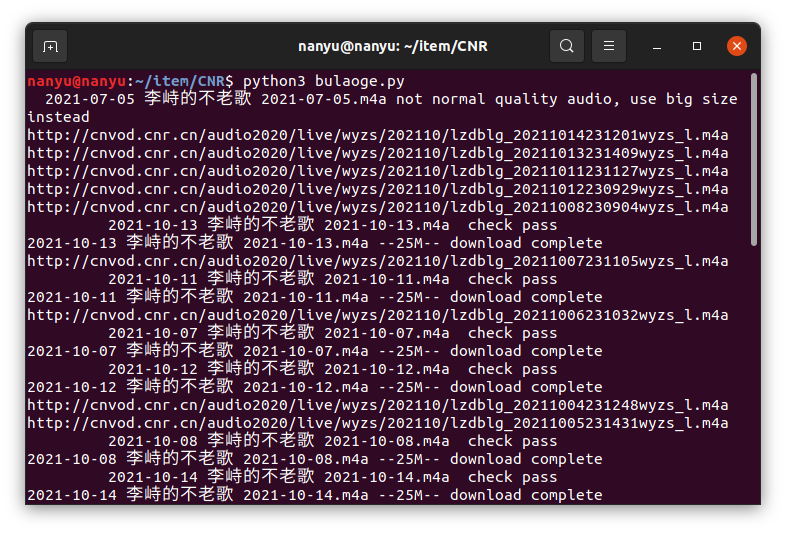 nanyu@nanyu: ~/item/CNR
nanyu@nanyu:~/item/CNR$ python3 bulaoge.py
2021-07-05 李峙的不老歌 2021-07-05.m4a not normal quality audio, use big size
instead
http://cnvod.cnr.cn/audio2020/live/wyzs/202110/lzdblg_20211014231201wyzs_l.m4a
http://cnvod.cnr.cn/audio2020/live/wyzs/202110/lzdblg_20211013231409wyzs_l.m4a
http://cnvod.cnr.cn/audio2020/live/wyzs/202110/lzdblg_20211011231127wyzs_l.m4a
http://cnvod.cnr.cn/audio2020/live/wyzs/202110/lzdblg_20211012230929wyzs_l.m4a
http://cnvod.cnr.cn/audio2020/live/wyzs/202110/lzdblg_20211008230904wyzs_l.m4a
2021-10-13 李峙的不老歌 2021-10-13.m4a  check pass
2021-10-13 李峙的不老歌 2021-10-13.m4a --25M-- download complete
http://cnvod.cnr.cn/audio2020/live/wyzs/202110/lzdblg_20211007231105wyzs_l.m4a
2021-10-11 李峙的不老歌 2021-10-11.m4a  check pass
2021-10-11 李峙的不老歌 2021-10-11.m4a --25M-- download complete
http://cnvod.cnr.cn/audio2020/live/wyzs/202110/lzdblg_20211006231032wyzs_l.m4a
2021-10-07 李峙的不老歌 2021-10-07.m4a  check pass
2021-10-07 李峙的不老歌 2021-10-07.m4a --25M-- download complete
2021-10-12 李峙的不老歌 2021-10-12.m4a  check pass
2021-10-12 李峙的不老歌 2021-10-12.m4a --25M-- download complete
http://cnvod.cnr.cn/audio2020/live/wyzs/202110/lzdblg_20211004231248wyzs_l.m4a
http://cnvod.cnr.cn/audio2020/live/wyzs/202110/lzdblg_20211005231431wyzs_l.m4a
2021-10-08 李峙的不老歌 2021-10-08.m4a  check pass
2021-10-08 李峙的不老歌 2021-10-08.m4a --25M-- download complete
2021-10-14 李峙的不老歌 2021-10-14.m4a  check pass
2021-10-14 李峙的不老歌 2021-10-14.m4a --25M-- download complete